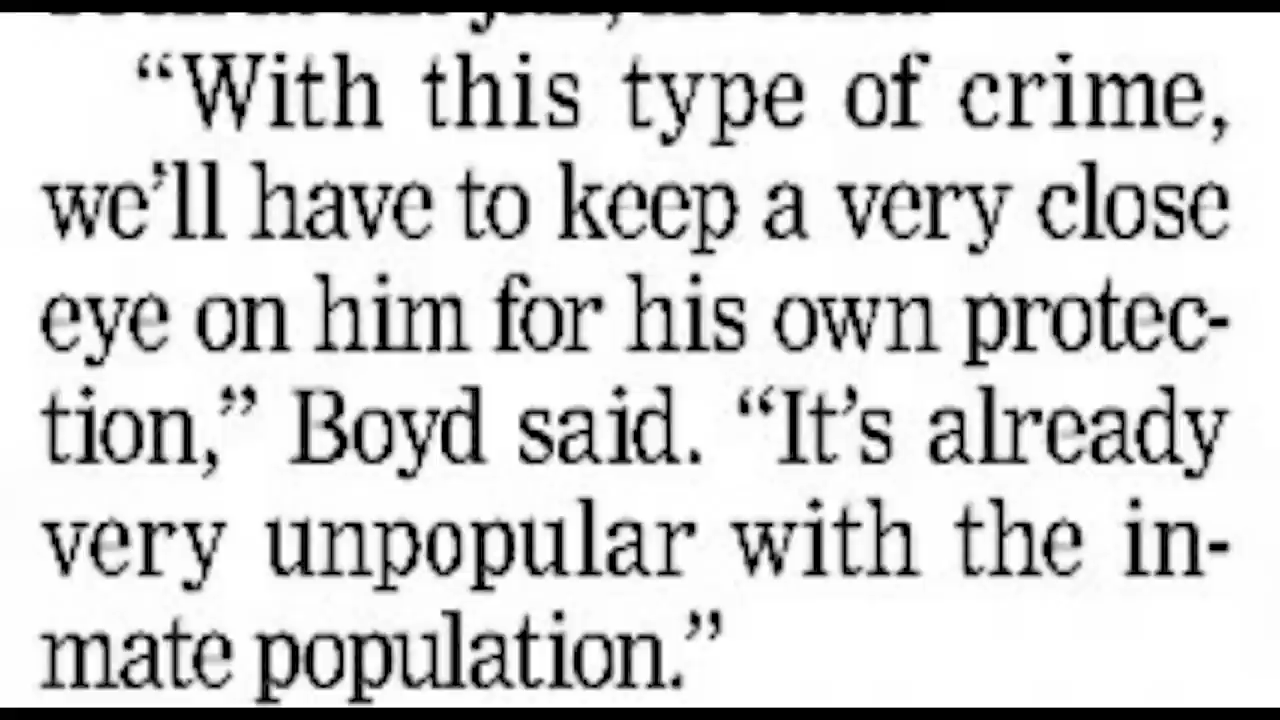 “With this type of crime,
we’ll have to keep a very close
eye on him for his own protec-
tion,” Boyd said. “It’s already
very unpopular with the in-
mate population.”